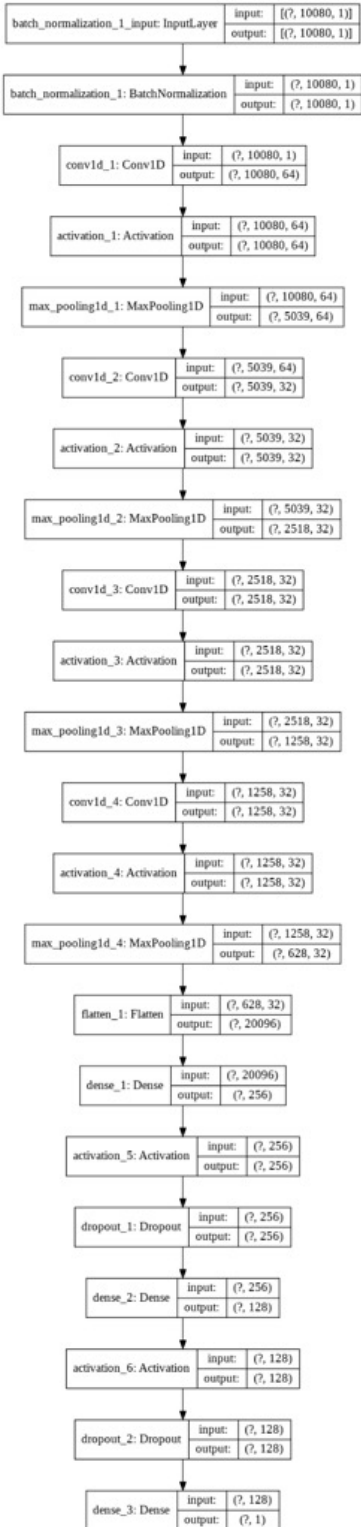 batch_normalization_1_input: InputLayer
input: [(?, 10080, 1)]
output: [(?, 10080, 1)]
batch_normalization_1: BatchNormalization
input: (?, 10080, 1)
output: (?, 10080, 1)
conv1d_1: Conv1D
input: (?, 10080, 1)
output: (?, 10080, 64)
activation_1: Activation
input: (?, 10080, 64)
output: (?, 10080, 64)
max_pooling1d_1: MaxPooling1D
input: (?, 10080, 64)
output: (?, 5039, 64)
conv1d_2: Conv1D
input: (?, 5039, 64)
output: (?, 5039, 32)
activation_2: Activation
input: (?, 5039, 32)
output: (?, 5039, 32)
max_pooling1d_2: MaxPooling1D
input: (?, 5039, 32)
output: (?, 2518, 32)
conv1d_3: Conv1D
input: (?, 2518, 32)
output: (?, 2518, 32)
activation_3: Activation
input: (?, 2518, 32)
output: (?, 2518, 32)
max_pooling1d_3: MaxPooling1D
input: (?, 2518, 32)
output: (?, 1258, 32)
conv1d_4: Conv1D
input: (?, 1258, 32)
output: (?, 1258, 32)
activation_4: Activation
input: (?, 1258, 32)
output: (?, 1258, 32)
max_pooling1d_4: MaxPooling1D
input: (?, 1258, 32)
output: (?, 628, 32)
flatten_1: Flatten
input: (?, 628, 32)
output: (?, 20096)
dense_1: Dense
input: (?, 20096)
output: (?, 256)
activation_5: Activation
input: (?, 256)
output: (?, 256)
dropout_1: Dropout
input: (?, 256)
output: (?, 256)
dense_2: Dense
input: (?, 256)
output: (?, 128)
activation_6: Activation
input: (?, 128)
output: (?, 128)
dropout_2: Dropout
input: (?, 128)
output: (?, 128)
dense_3: Dense
input: (?, 128)
output: (?, 1)